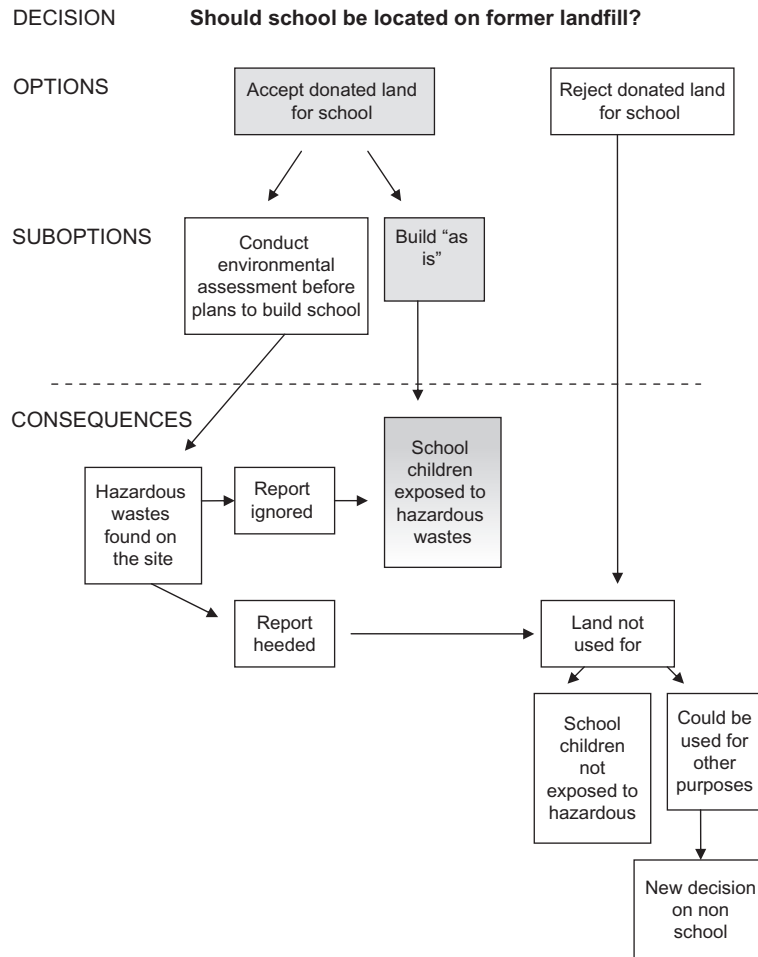 DECISION Should school be located on former landfill?
OPTIONS
Accept donated land
for school
Reject donated land
for school
SUBOPTIONS
Conduct
environmental
assessment before
plans to build school
Build “as
is”
CONSEQUENCES
School
children
exposed to
hazardous
wastes
Hazardous
wastes
found on
the site
Report
ignored
Report
heeded
Land not
used for
School
children
not
exposed to
hazardous
Could be
used for
other
purposes
New decision
on non
school